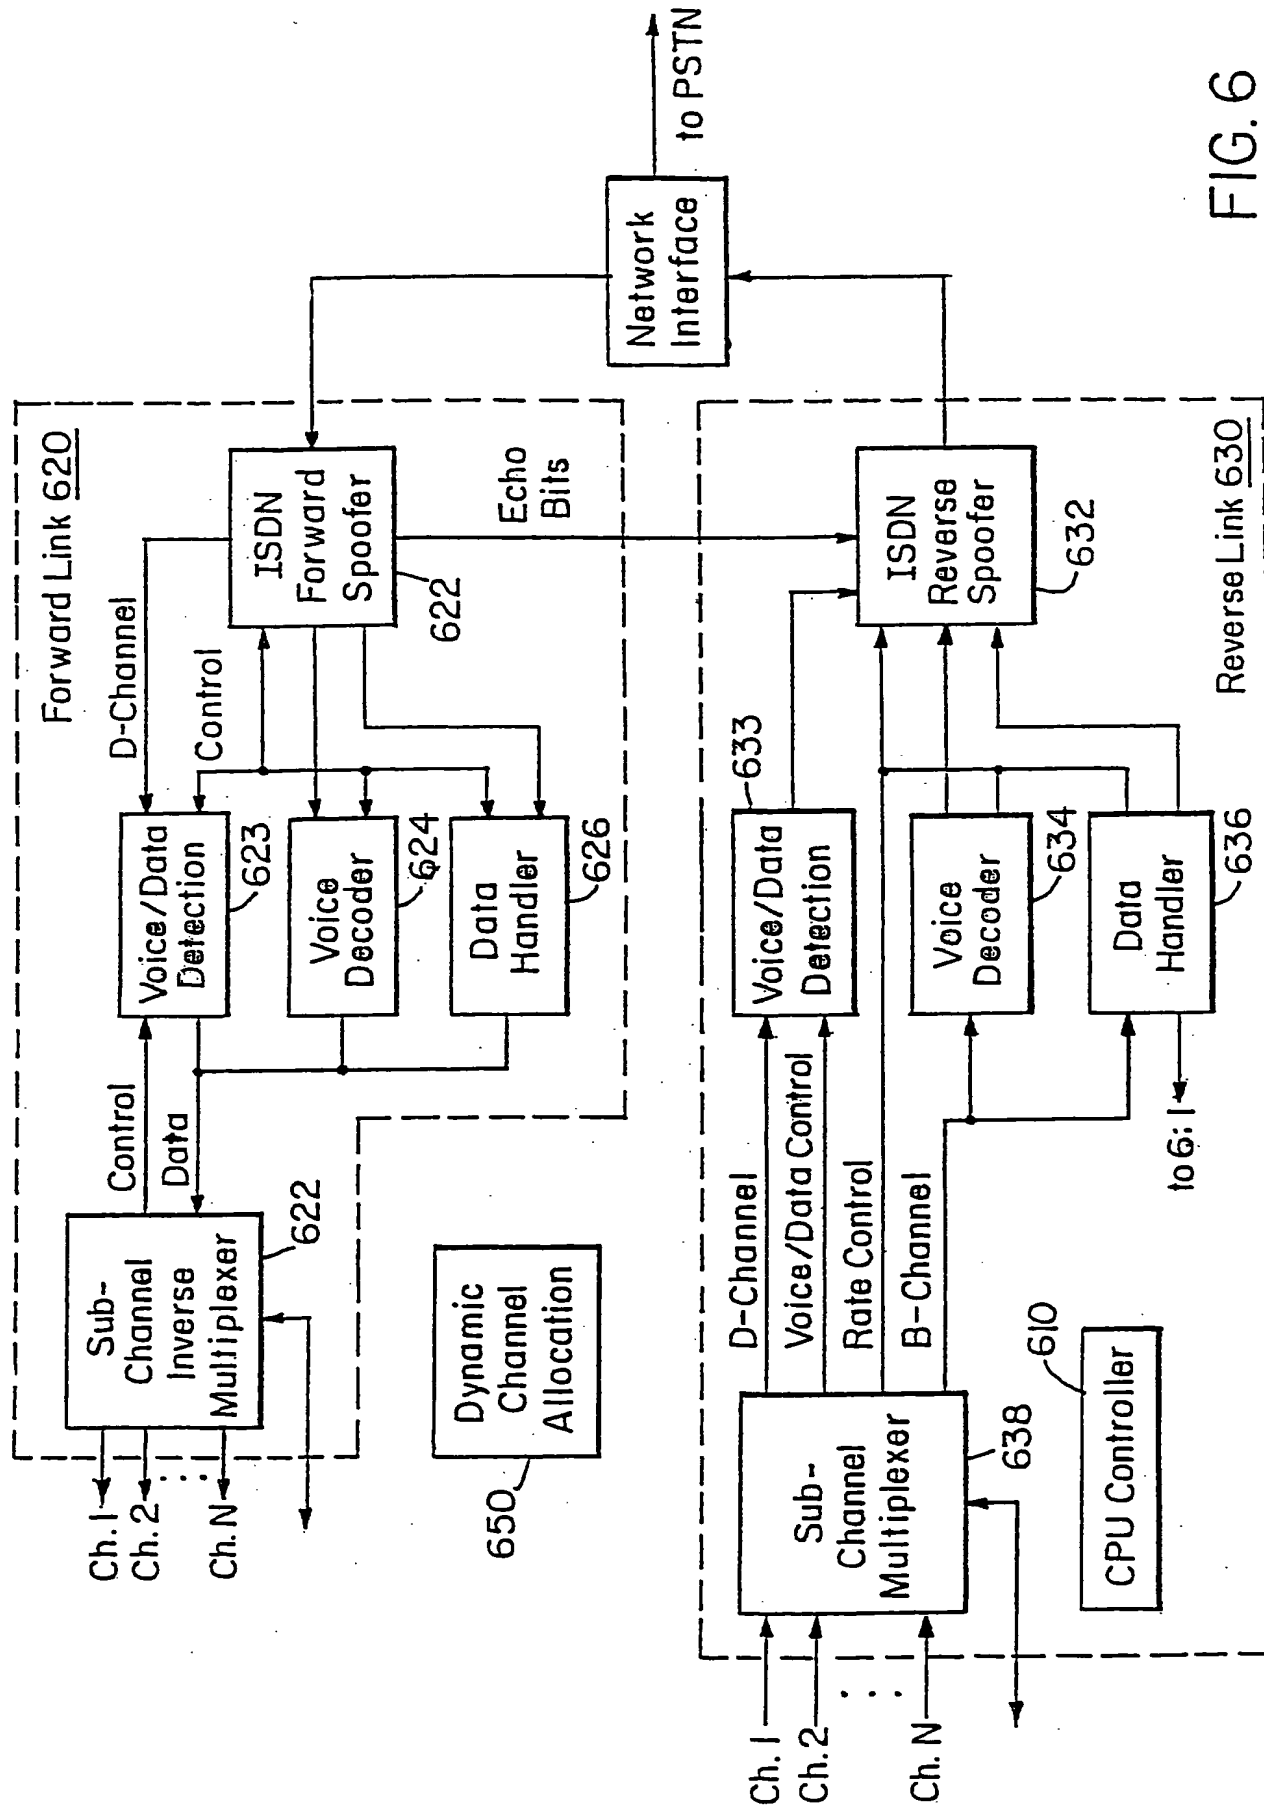 Forward Link 620
Ch. 1
Ch. 2
Ch. N
Sub-
Channel
Inverse
Multiplexer
622
Control
Data
Voice/Data
Detection
623
Voice
Decoder
624
Data
Handler
626
D-Channel
Control
ISDN
Forward
Spoofer
622
Echo
Bits
Network
Interface
to PSTN
Dynamic
Channel
Allocation
650
Ch. 1
Ch. 2
Ch. N
Sub-
Channel
Multiplexer
638
D-Channel
Voice/Data Control
Rate Control
B-Channel
Voice/Data
Detection
633
Voice
Decoder
634
Data
Handler
636
to 6:1
ISDN
Reverse
Spoofer
632
CPU Controller
610
Reverse Link 630
FIG. 6